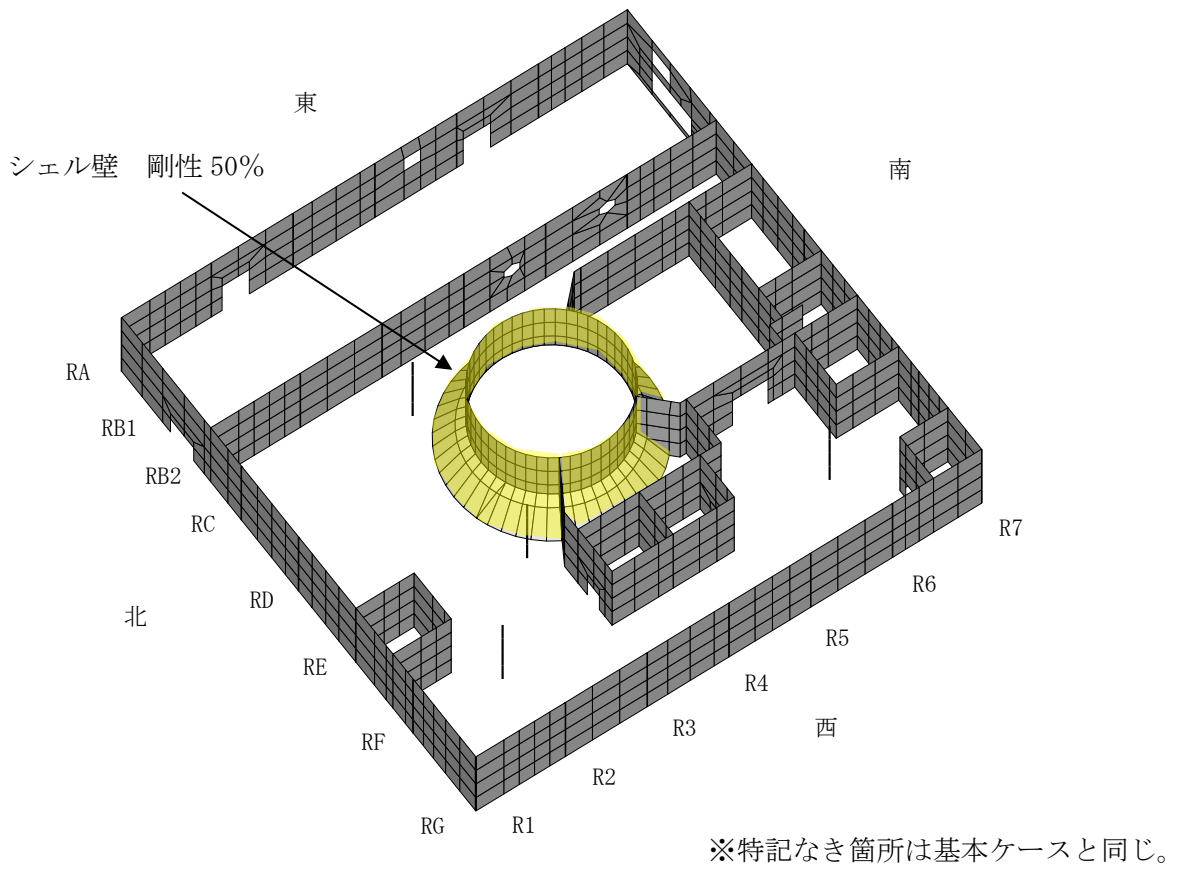 東
シェル壁　剛性 50%
南
RA
RB1
RB2
RC
RD
RE
RF
RG
北
R1
R2
R3
R4
R5
R6
R7
西
※特記なき箇所は基本ケースと同じ。